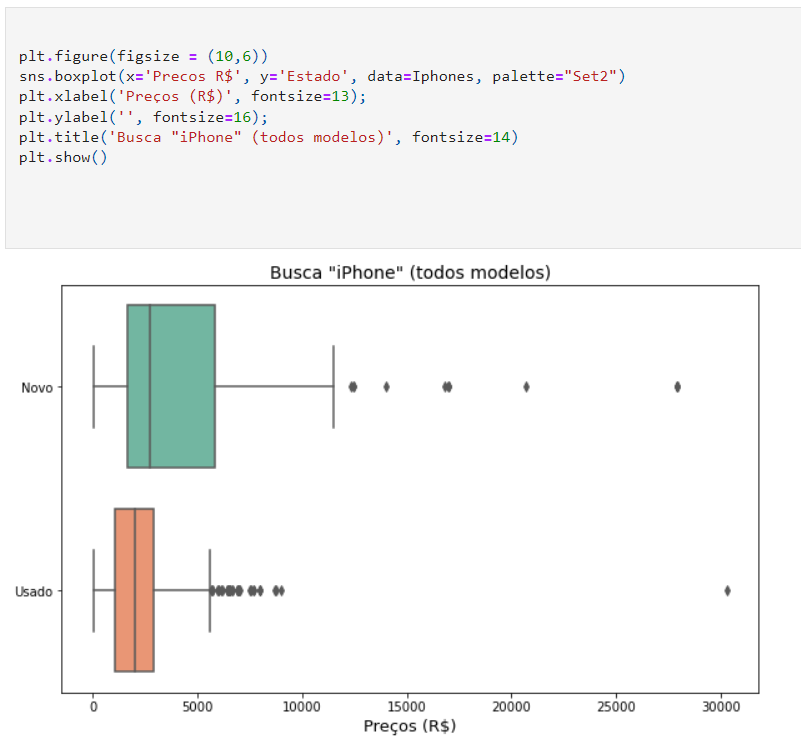 plt.figure(figsize = (10,6))
sns.boxplot(x='Precos R$', y='Estado', data=Iphones, palette="Set2")
plt.xlabel('Preços (R$)', fontsize=13);
plt.ylabel('', fontsize=16);
plt.title('Busca "iPhone" (todos modelos)', fontsize=14)
plt.show()
Busca "iPhone" (todos modelos)
Novo
Usado
0 5000 10000 15000 20000 25000 30000
Preços (R$)